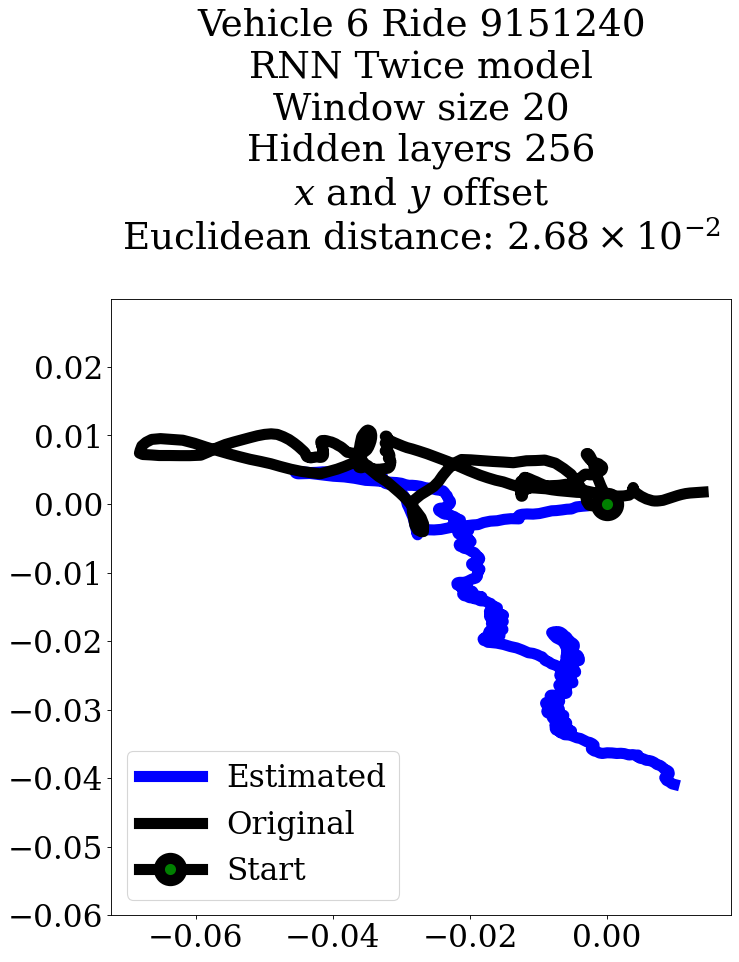 Vehicle 6 Ride 9151240
RNN Twice model
Window size 20
Hidden layers 256
x and y offset
Euclidean distance: 2.68 × 10⁻²
0.02
0.01
0.00
−0.01
−0.02
−0.03
−0.04
−0.05
−0.06
Estimated
Original
Start
−0.06 −0.04 −0.02 0.00